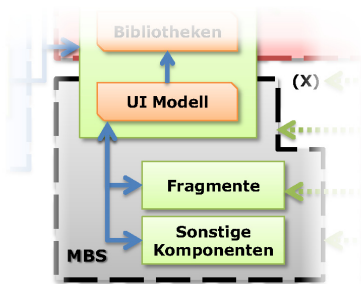 Bibliotheken
(X)
UI Modell
Fragmente
Sonstige
Komponenten
MBS